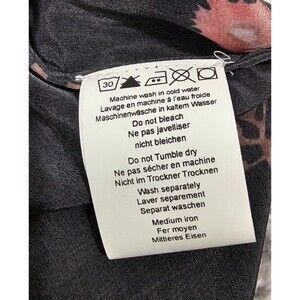 30
Machine wash in cold water
Lavage en machine à l'eau froide
Maschinenwäsche in kaltem Wasser
Do not bleach
Ne pas javelliser
nicht bleichen
Do not Tumble dry
Ne pas sécher en machine
Nicht im Trockner Trocknen
Wash separately
Laver separement
Separat waschen
Medium iron
Fer moyen
Mittleres Eisen